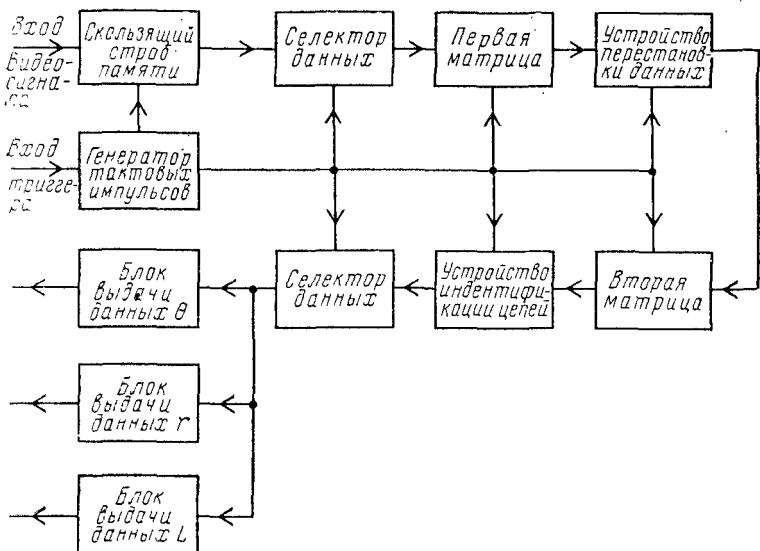 Вход
Видео-
сигна-
ла
Скользящий
строб
памяти
Селектор
данных
Первая
матрица
Устройство
перестанов-
ки данных
Вход
тригге-
ра
Генератор
тактовых
импульсов
Блок
выдачи
данных θ
Селектор
данных
Устройство
индентифи-
кации цепей
Вторая
матрица
Блок
выдачи
данных r
Блок
выдачи
данных L